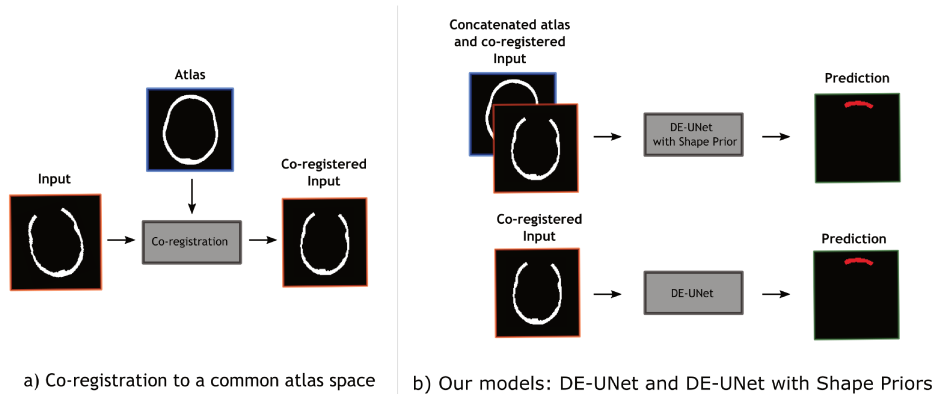 Atlas
Input
Co-registration
Co-registered
Input
a) Co-registration to a common atlas space
Concatenated atlas
and co-registered
Input
DE-UNet
with Shape Prior
Prediction
Co-registered
Input
DE-UNet
Prediction
b) Our models: DE-UNet and DE-UNet with Shape Priors